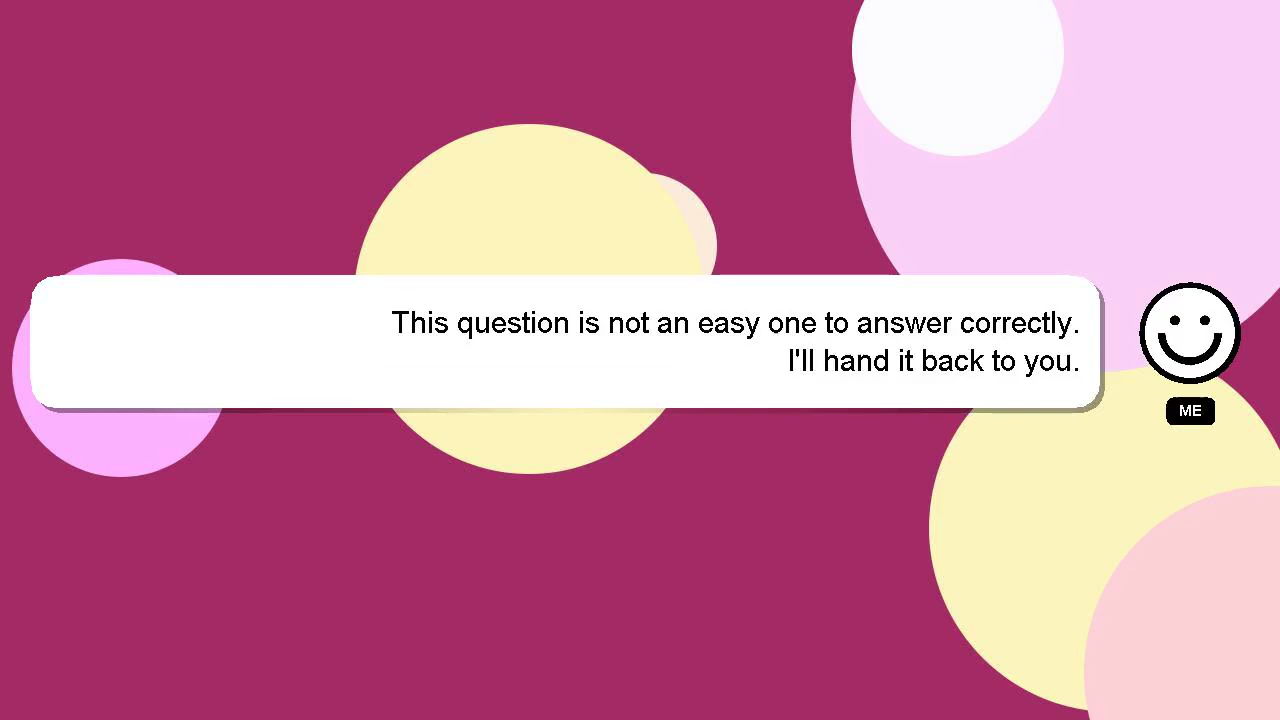 This question is not an easy one to answer correctly.
I'll hand it back to you.
ME